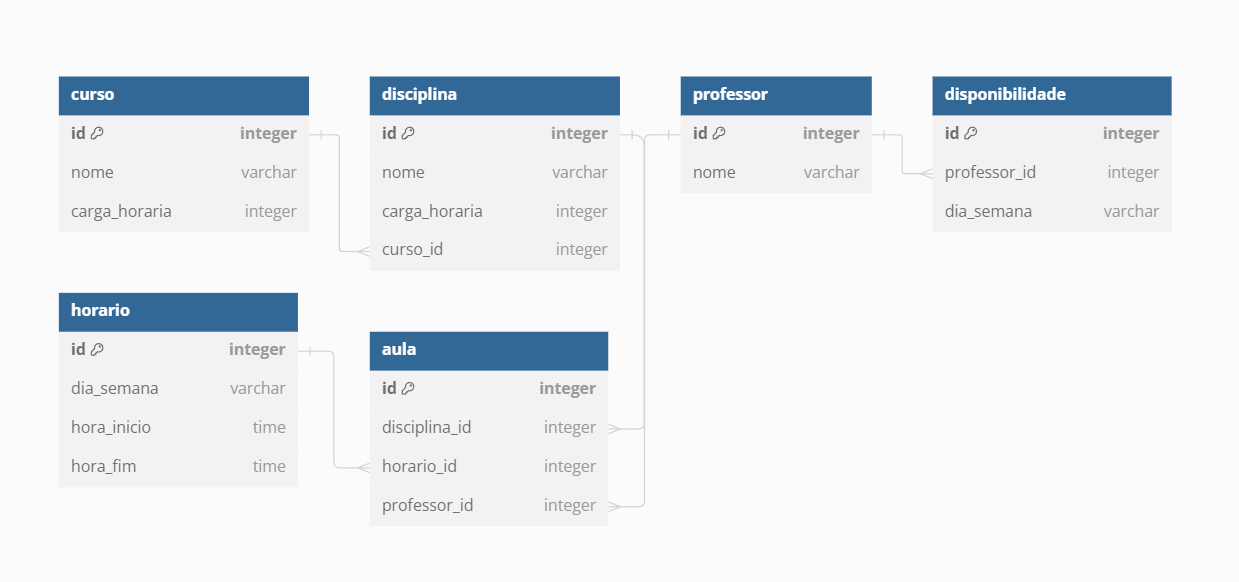 curso
id integer
nome varchar
carga_horaria integer
disciplina
id integer
nome varchar
carga_horaria integer
curso_id integer
professor
id integer
nome varchar
disponibilidade
id integer
professor_id integer
dia_semana varchar
horario
id integer
dia_semana varchar
hora_inicio time
hora_fim time
aula
id integer
disciplina_id integer
horario_id integer
professor_id integer